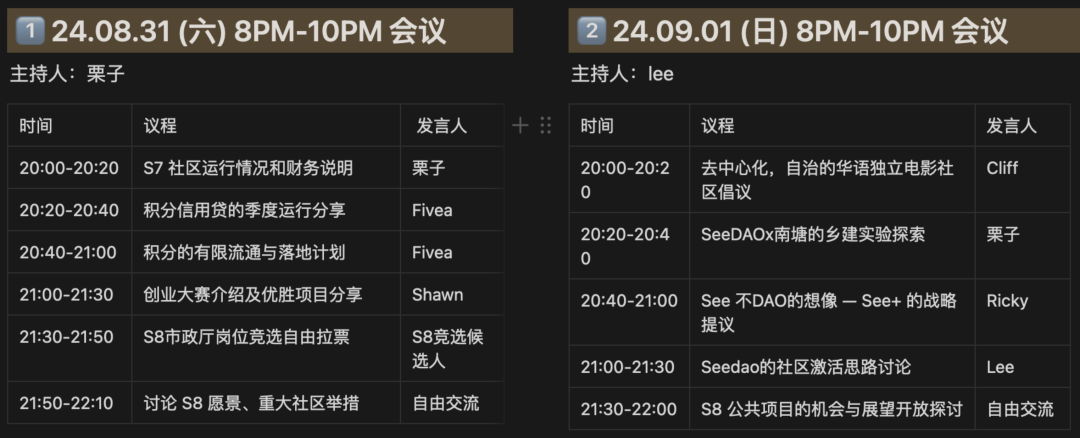 1 24.08.31 (六) 8PM-10PM 会议
主持人：栗子
时间 议程 发言人
20:00-20:20 S7 社区运行情况和财务说明 栗子
20:20-20:40 积分信用贷的季度运行分享 Fivea
20:40-21:00 积分的有限流通与落地计划 Fivea
21:00-21:30 创业大赛介绍及优胜项目分享 Shawn
21:30-21:50 S8市政厅岗位竞选自由拉票 S8竞选候
选人
21:50-22:10 讨论 S8 愿景、重大社区举措 自由交流
2 24.09.01 (日) 8PM-10PM 会议
主持人：lee
时间 议程 发言人
20:00-20:2 去中心化，自治的华语独立电影社 Cliff
0 区倡议
20:20-20:4 SeeDAOx南塘的乡建实验探索 栗子
0
20:40-21:00 See 不DAO的想像 — See+ 的战略 Ricky
提议
21:00-21:30 Seedao的社区激活思路讨论 Lee
21:30-22:00 S8 公共项目的机会与展望开放探讨 自由交流